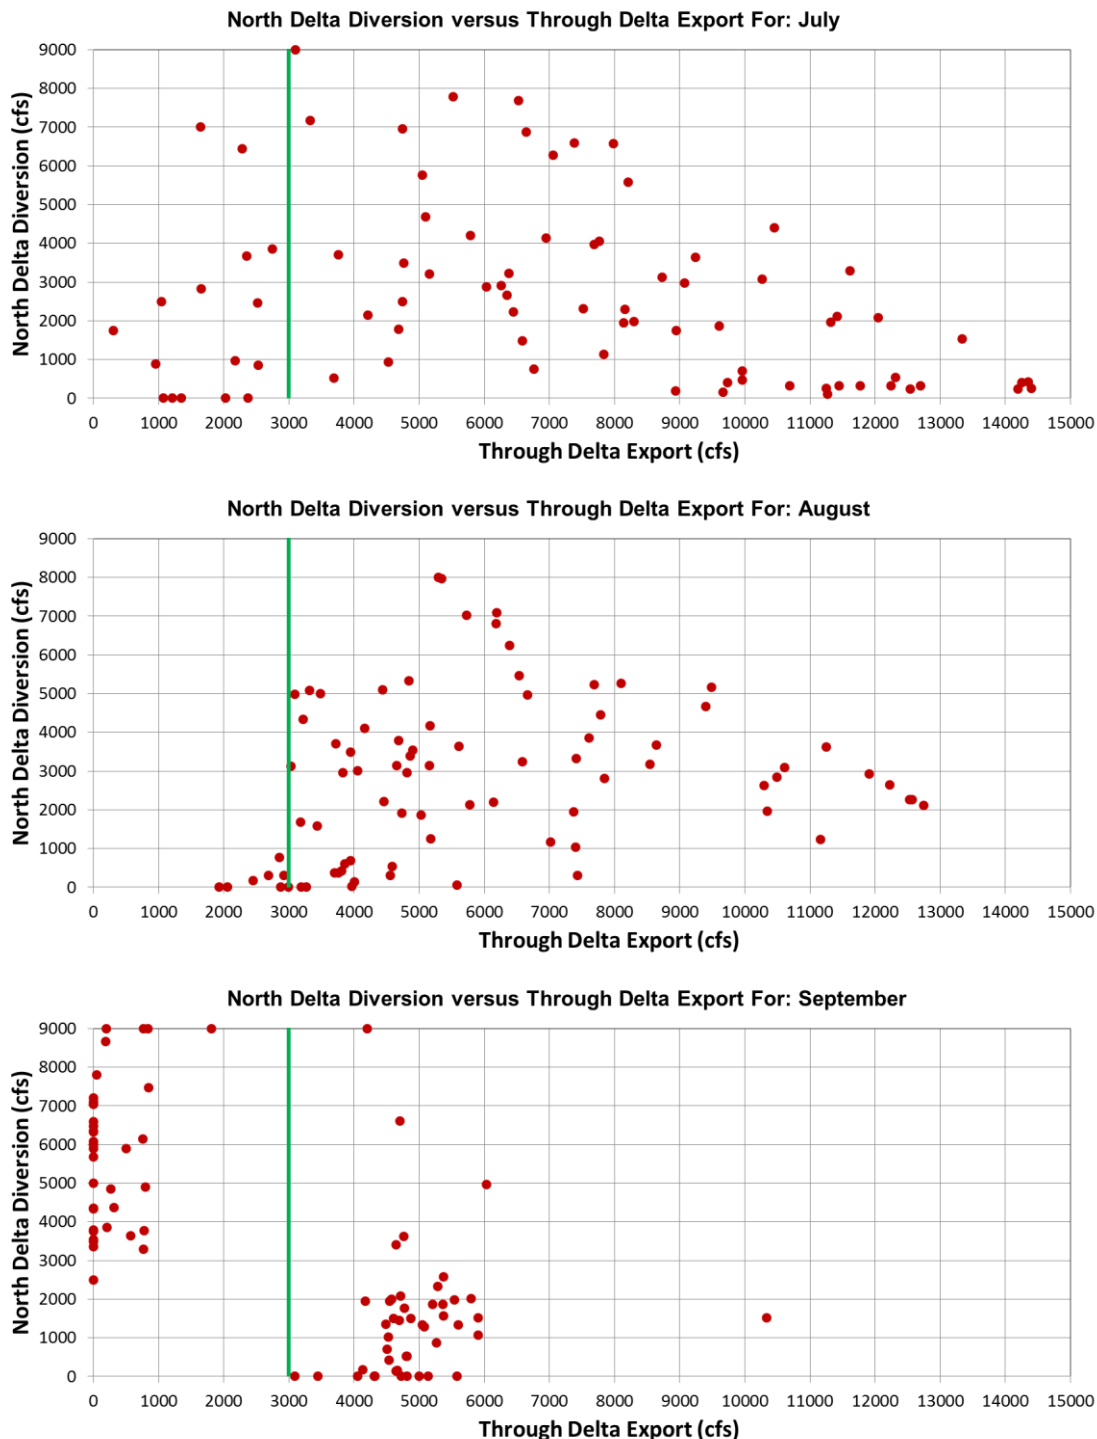 North Delta Diversion versus Through Delta Export For: July
North Delta Diversion (cfs)
9000
8000
7000
6000
5000
4000
3000
2000
1000
0
0 1000 2000 3000 4000 5000 6000 7000 8000 9000 10000 11000 12000 13000 14000 15000
Through Delta Export (cfs)
North Delta Diversion versus Through Delta Export For: August
North Delta Diversion (cfs)
9000
8000
7000
6000
5000
4000
3000
2000
1000
0
0 1000 2000 3000 4000 5000 6000 7000 8000 9000 10000 11000 12000 13000 14000 15000
Through Delta Export (cfs)
North Delta Diversion versus Through Delta Export For: September
North Delta Diversion (cfs)
9000
8000
7000
6000
5000
4000
3000
2000
1000
0
0 1000 2000 3000 4000 5000 6000 7000 8000 9000 10000 11000 12000 13000 14000 15000
Through Delta Export (cfs)